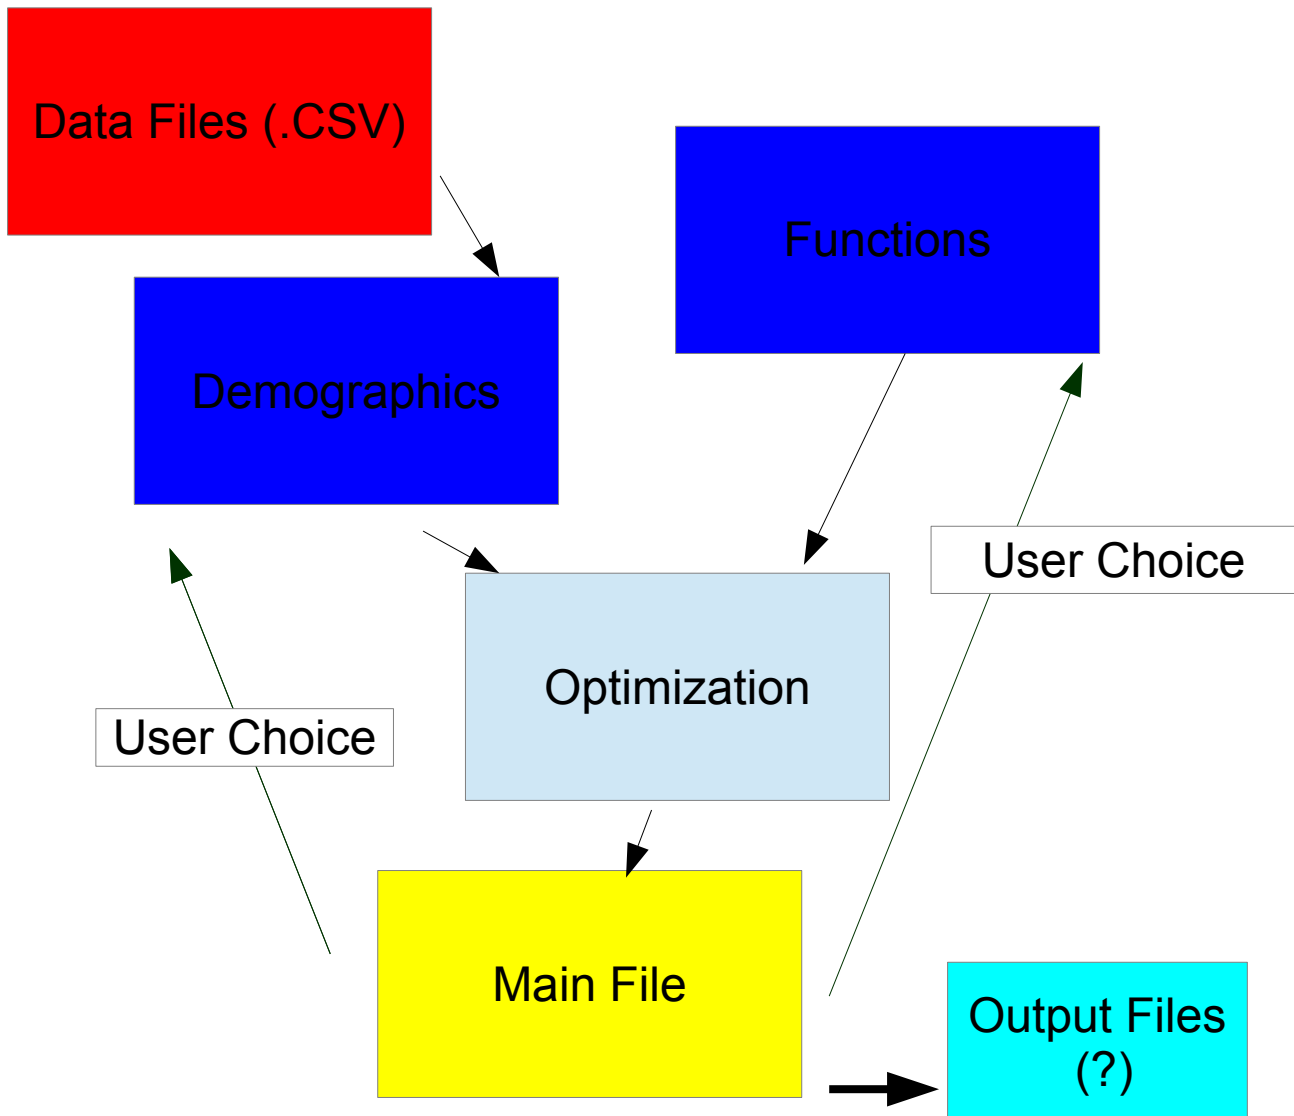 Data Files (.CSV)
Functions
Demographics
User Choice
Optimization
User Choice
Main File
Output Files
(?)